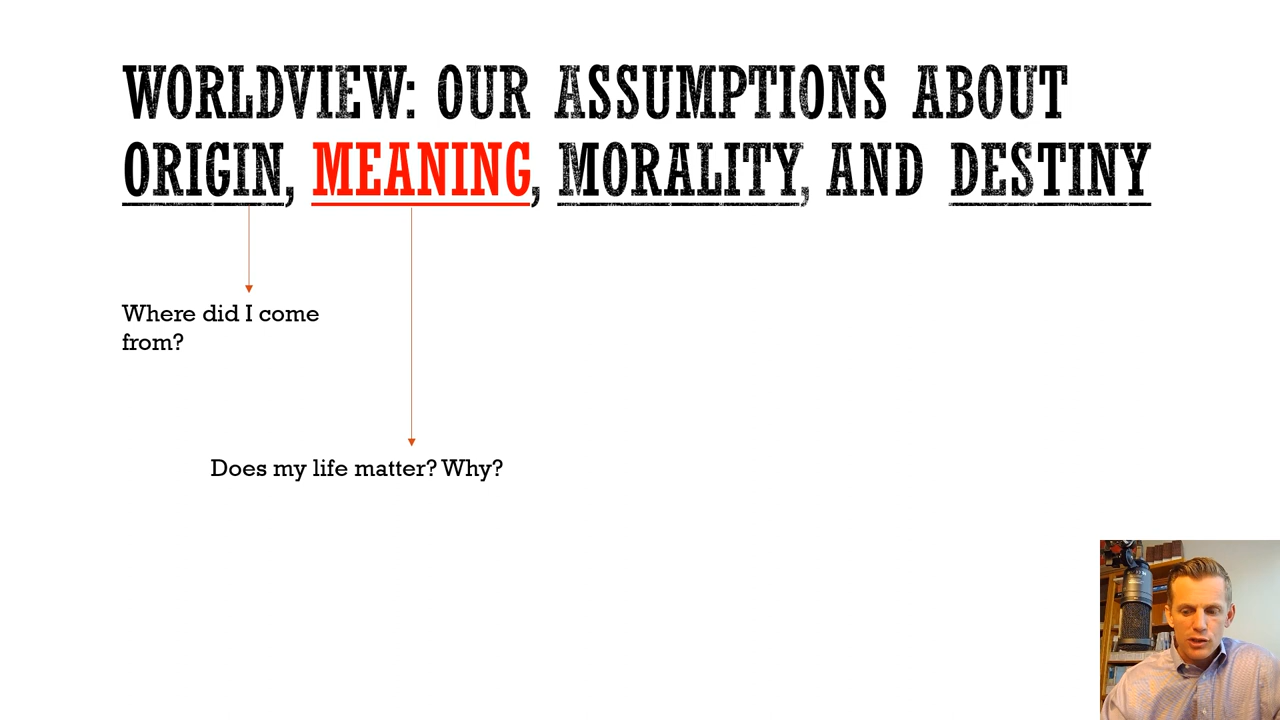 WORLDVIEW: OUR ASSUMPTIONS ABOUT
ORIGIN, MEANING, MORALITY, AND DESTINY
Where did I come
from?
Does my life matter? Why?